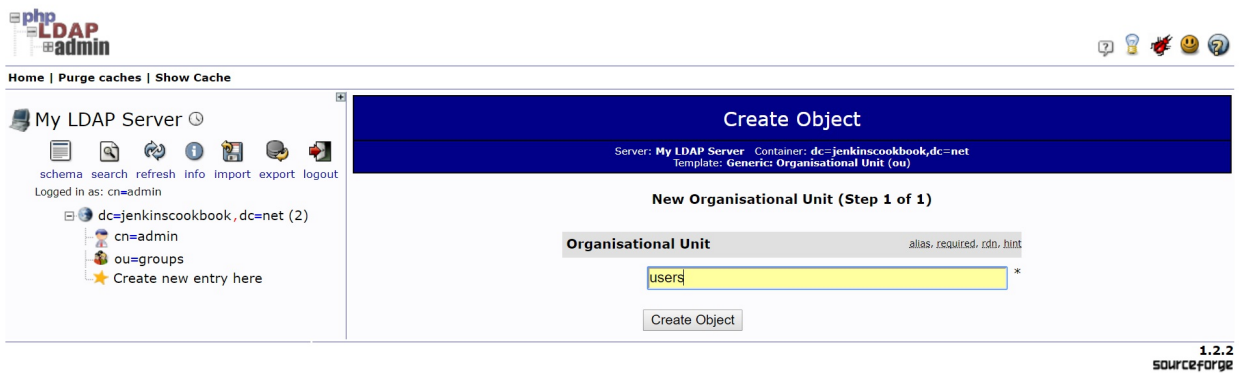 php
LDAP
admin
Home | Purge caches | Show Cache
My LDAP Server
schema search refresh info import export logout
Logged in as: cn=admin
dc=jenkinscookbook,dc=net (2)
cn=admin
ou=groups
Create new entry here
Create Object
Server: My LDAP Server Container: dc=jenkinscookbook,dc=net
Template: Generic: Organisational Unit (ou)
New Organisational Unit (Step 1 of 1)
Organisational Unit alias, required, rdn, hint
users *
Create Object
1.2.2
sourceforge